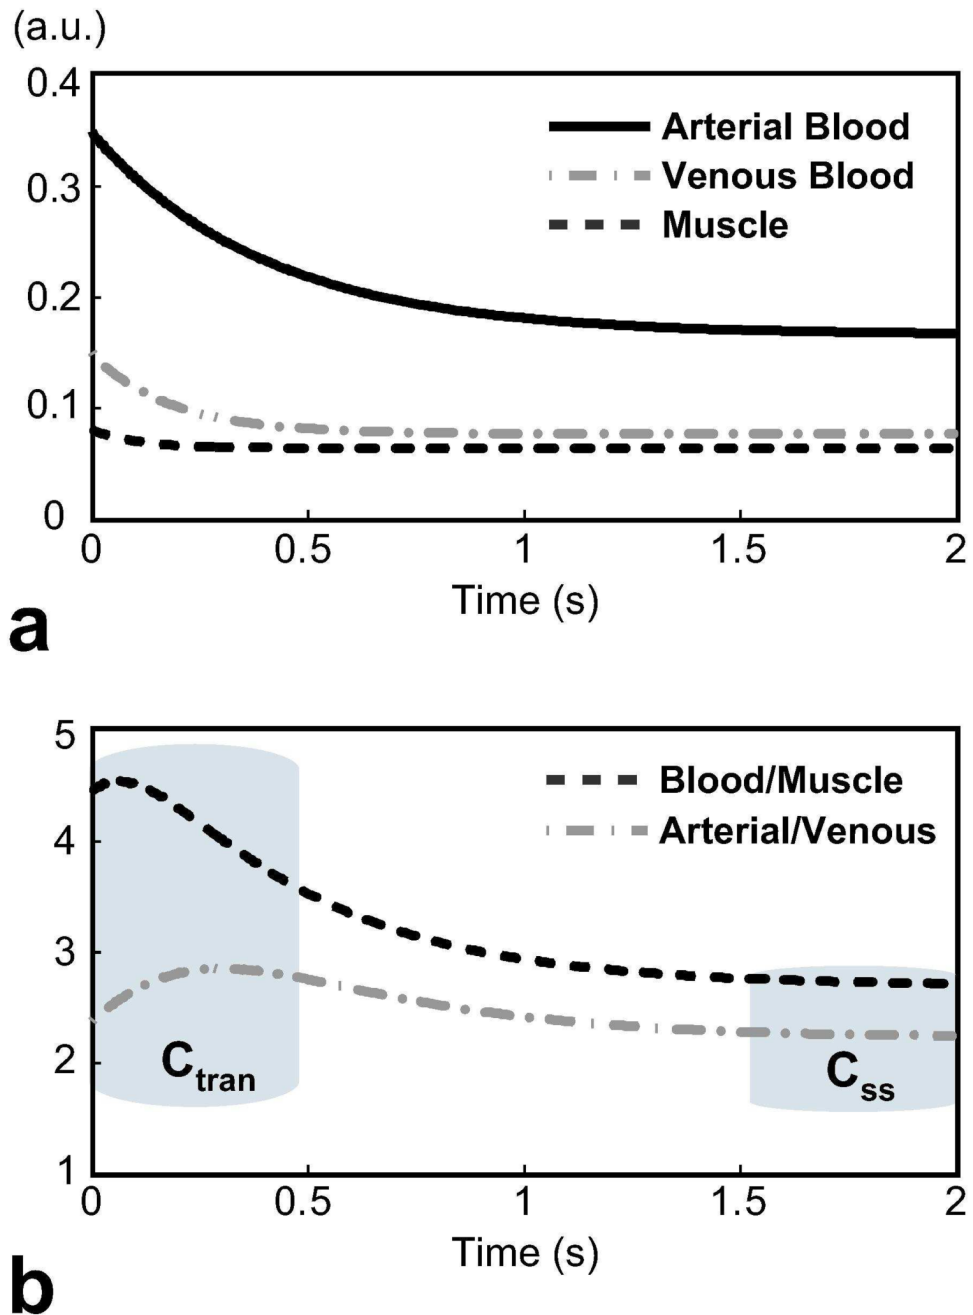 (a.u.)
0.4
0.3
0.2
0.1
0
Arterial Blood
Venous Blood
Muscle
0 0.5 1 1.5 2
Time (s)
a
5
4
3
2
1
Blood/Muscle
Arterial/Venous
Ctran
Css
0 0.5 1 1.5 2
Time (s)
b